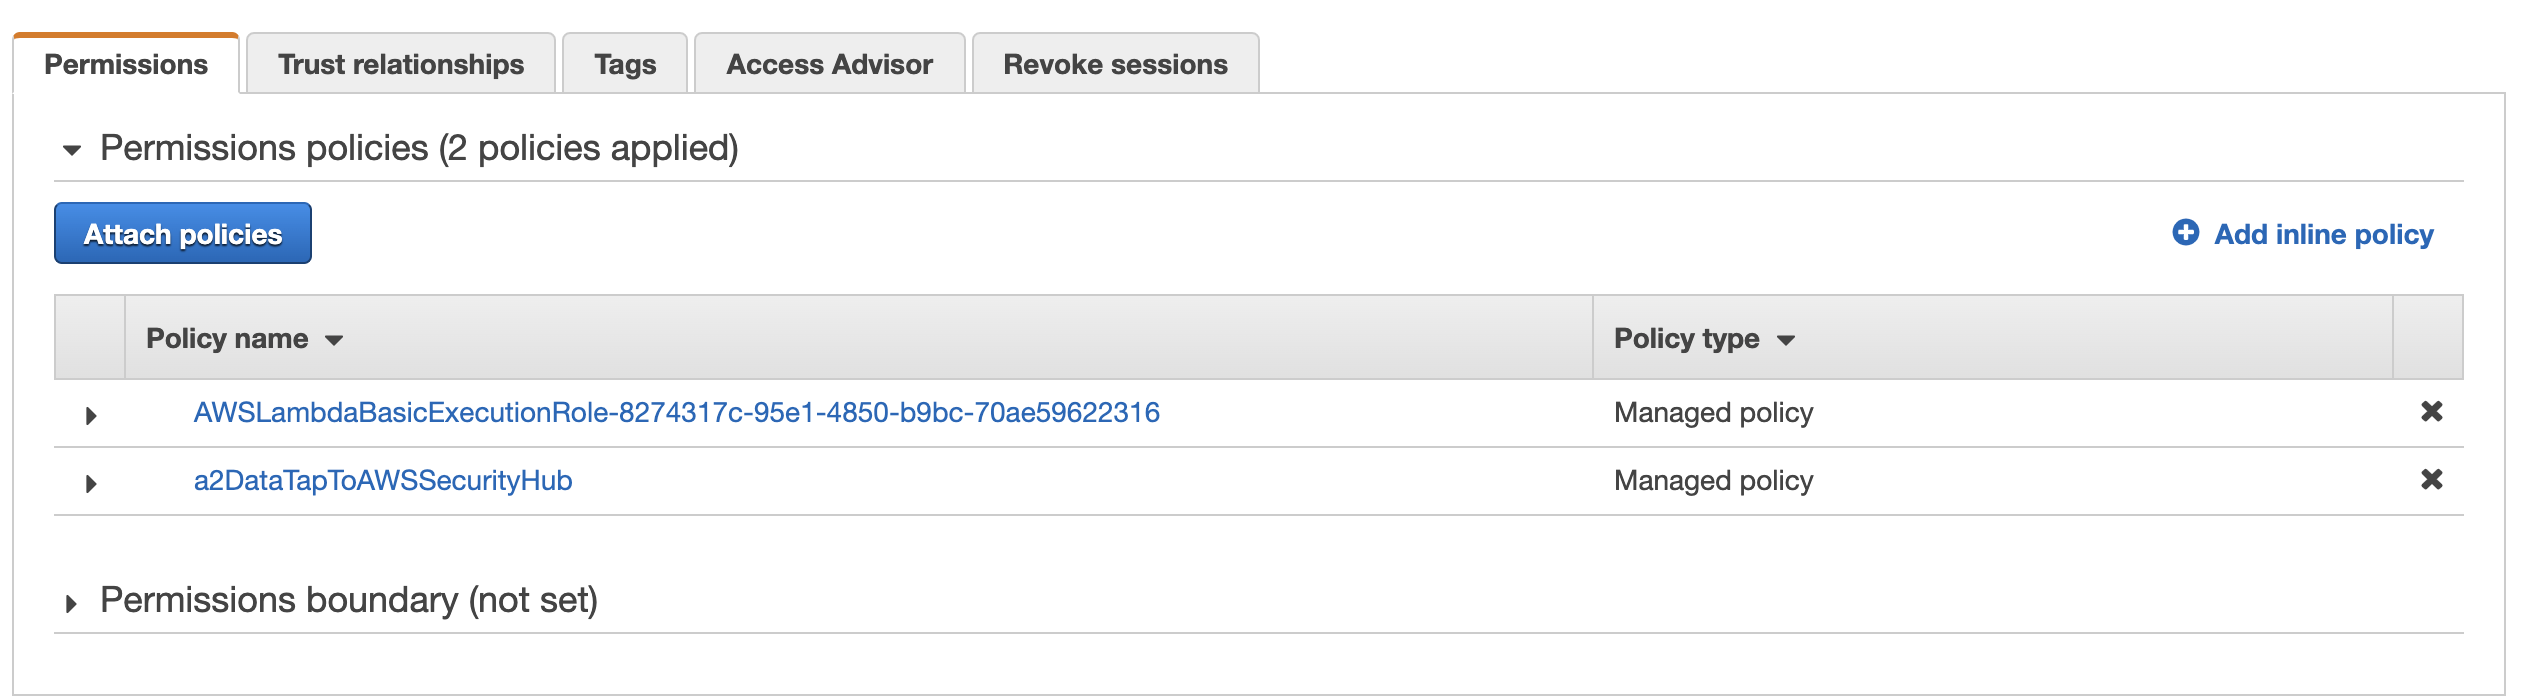 Permissions Trust relationships Tags Access Advisor Revoke sessions
Permissions policies (2 policies applied)
Attach policies Add inline policy
Policy name Policy type
AWSLambdaBasicExecutionRole-8274317c-95e1-4850-b9bc-70ae59622316 Managed policy
a2DataTapToAWSSecurityHub Managed policy
Permissions boundary (not set)